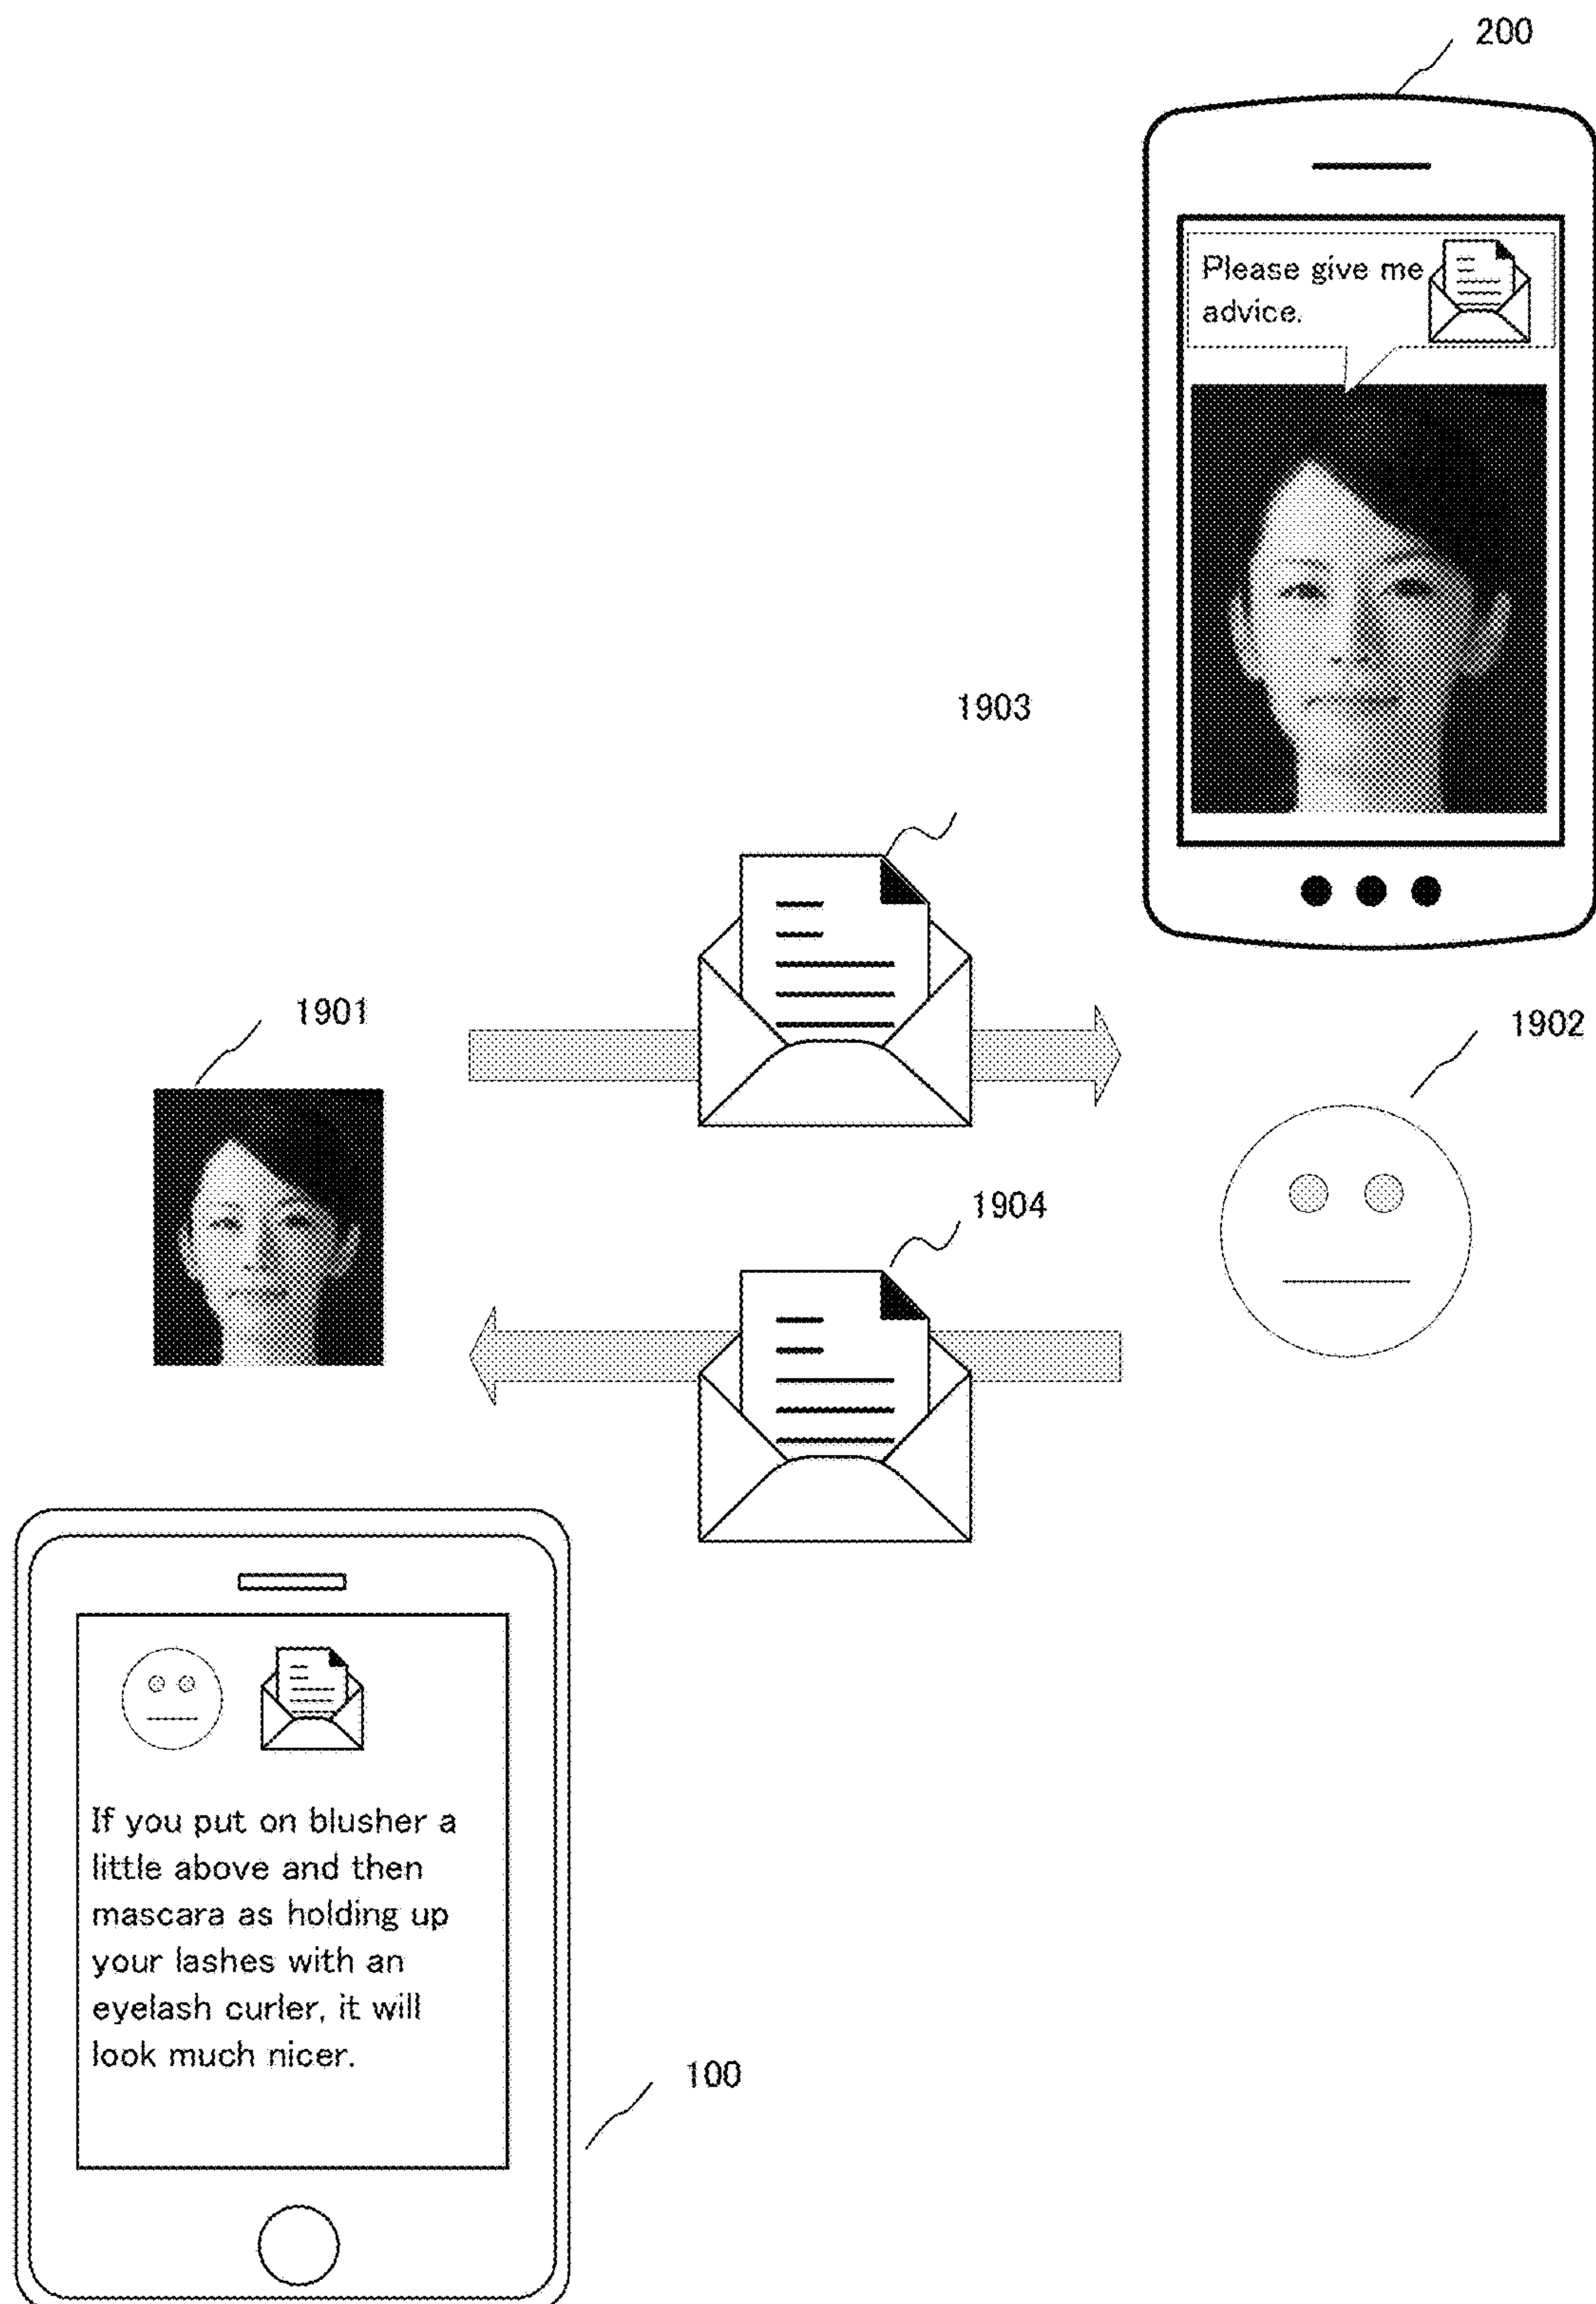 200
Please give me
advice.
1903
1901
1902
1904
If you put on blusher a
little above and then
mascara as holding up
your lashes with an
eyelash curler, it will
look much nicer.
100